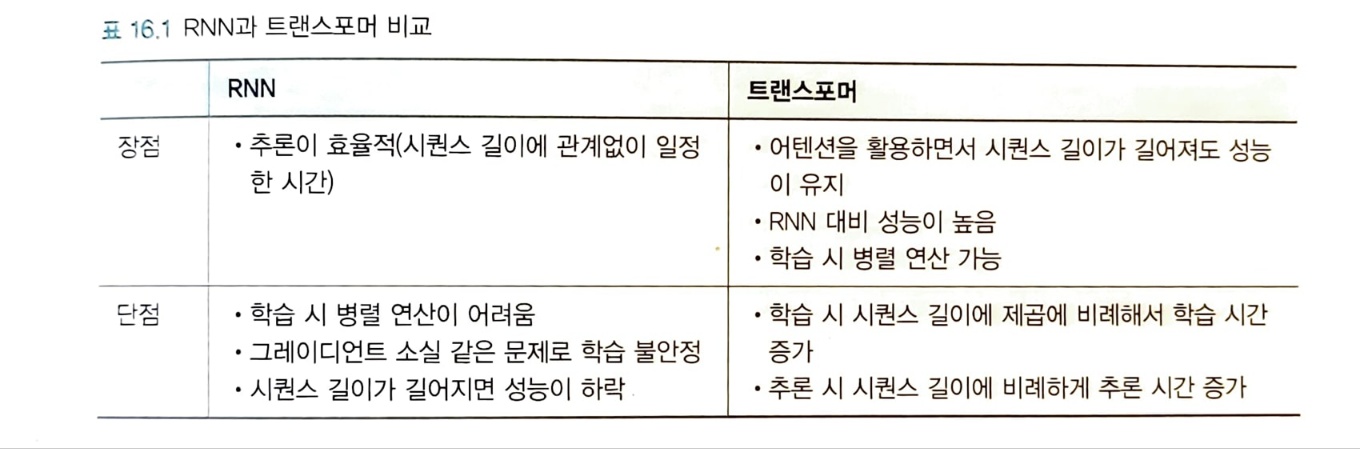 표 16.1 RNN과 트랜스포머 비교
RNN
트랜스포머
장점
• 추론이 효율적(시퀀스 길이에 관계없이 일정
한 시간)
• 어텐션을 활용하면서 시퀀스 길이가 길어져도 성능
이 유지
• RNN 대비 성능이 높음
• 학습 시 병렬 연산 가능
단점
• 학습 시 병렬 연산이 어려움
• 그레이디언트 소실 같은 문제로 학습 불안정
• 시퀀스 길이가 길어지면 성능이 하락
• 학습 시 시퀀스 길이에 제곱에 비례해서 학습 시간
증가
• 추론 시 시퀀스 길이에 비례하게 추론 시간 증가